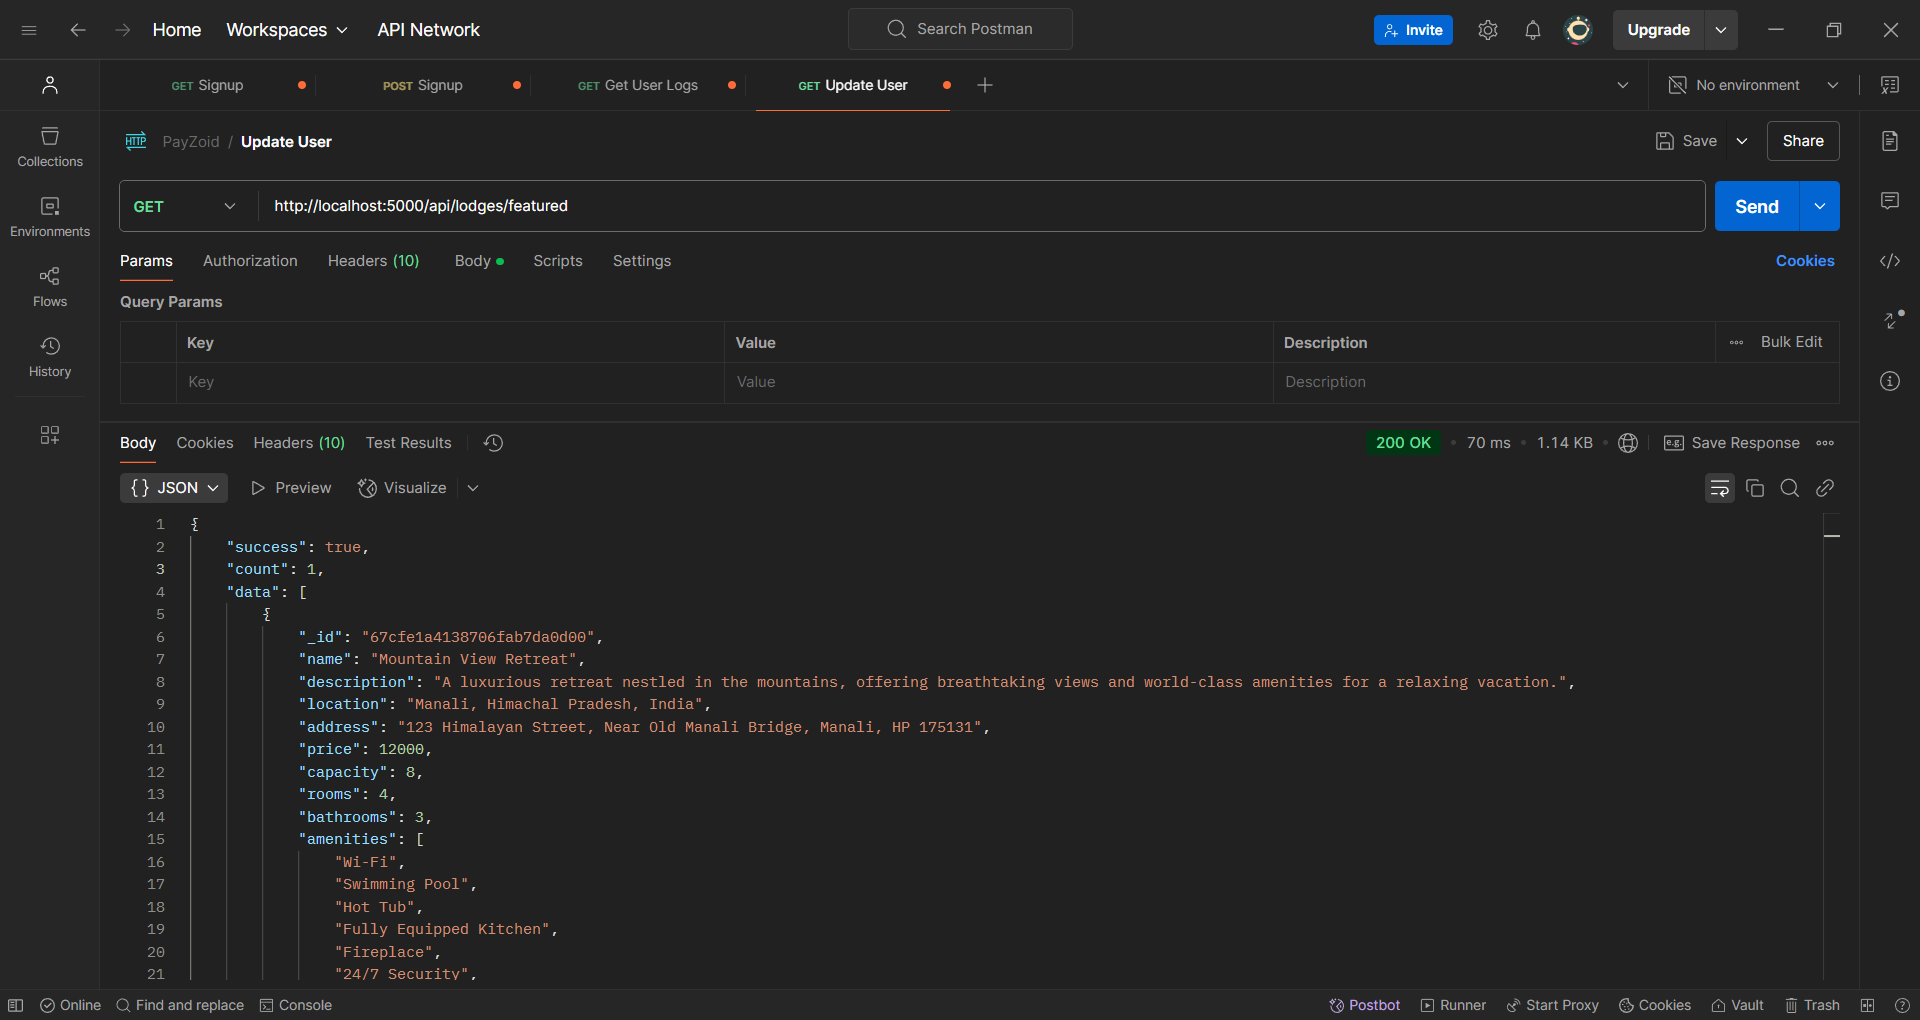 Home Workspaces API Network Search Postman Invite Upgrade
GET Signup POST Signup GET Get User Logs GET Update User No environment
HTTP PayZoid / Update User Save Share
GET http://localhost:5000/api/lodges/featured Send
Params Authorization Headers (10) Body Scripts Settings Cookies
Query Params
Key Value Description Bulk Edit
Key Value Description
Collections
Environments
Flows
History
Body Cookies Headers (10) Test Results 200 OK 70 ms 1.14 KB e.g. Save Response
{} JSON Preview Visualize
1 {
2 "success": true,
3 "count": 1,
4 "data": [
5 {
6 "_id": "67cfe1a4138706fab7da0d00",
7 "name": "Mountain View Retreat",
8 "description": "A luxurious retreat nestled in the mountains, offering breathtaking views and world-class amenities for a relaxing vacation.",
9 "location": "Manali, Himachal Pradesh, India",
10 "address": "123 Himalayan Street, Near Old Manali Bridge, Manali, HP 175131",
11 "price": 12000,
12 "capacity": 8,
13 "rooms": 4,
14 "bathrooms": 3,
15 "amenities": [
16 "Wi-Fi",
17 "Swimming Pool",
18 "Hot Tub",
19 "Fully Equipped Kitchen",
20 "Fireplace",
21 "24/7 Security",
Online Find and replace Console Postbot Runner Start Proxy Cookies Vault Trash